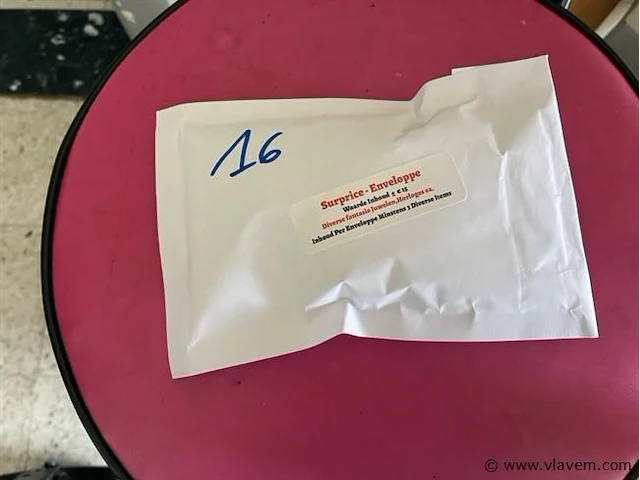 16
Surprice - Enveloppe
Waarde Inhoud ± € 15
Diverse fantasie Juwelen,Horloges ea.
Inhoud Per Enveloppe Minstens 3 Diverse Items
© www.vlavem.com